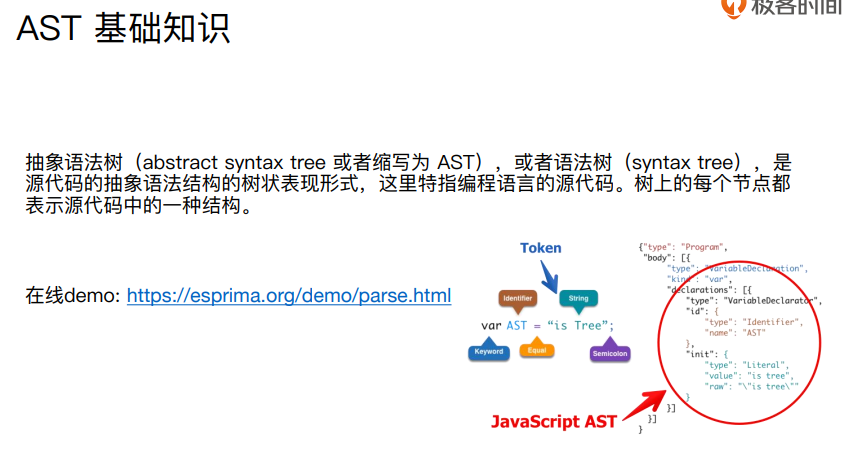 极客时间
AST 基础知识
抽象语法树（abstract syntax tree 或者缩写为 AST），或者语法树（syntax tree），是
源代码的抽象语法结构的树状表现形式，这里特指编程语言的源代码。树上的每个节点都
表示源代码中的一种结构。
在线demo: https://esprima.org/demo/parse.html
Token
Identifier
String
var AST = “is Tree”;
Keyword
Equal
Semicolon
{"type": "Program",
"body": [{
"type": "VariableDeclaration",
"kind": "var",
"declarations": [{
"type": "VariableDeclarator",
"id": {
"type": "Identifier",
"name": "AST"
},
"init": {
"type": "Literal",
"value": "is tree",
"raw": "\"is tree\""
}
}]
}]
}
JavaScript AST